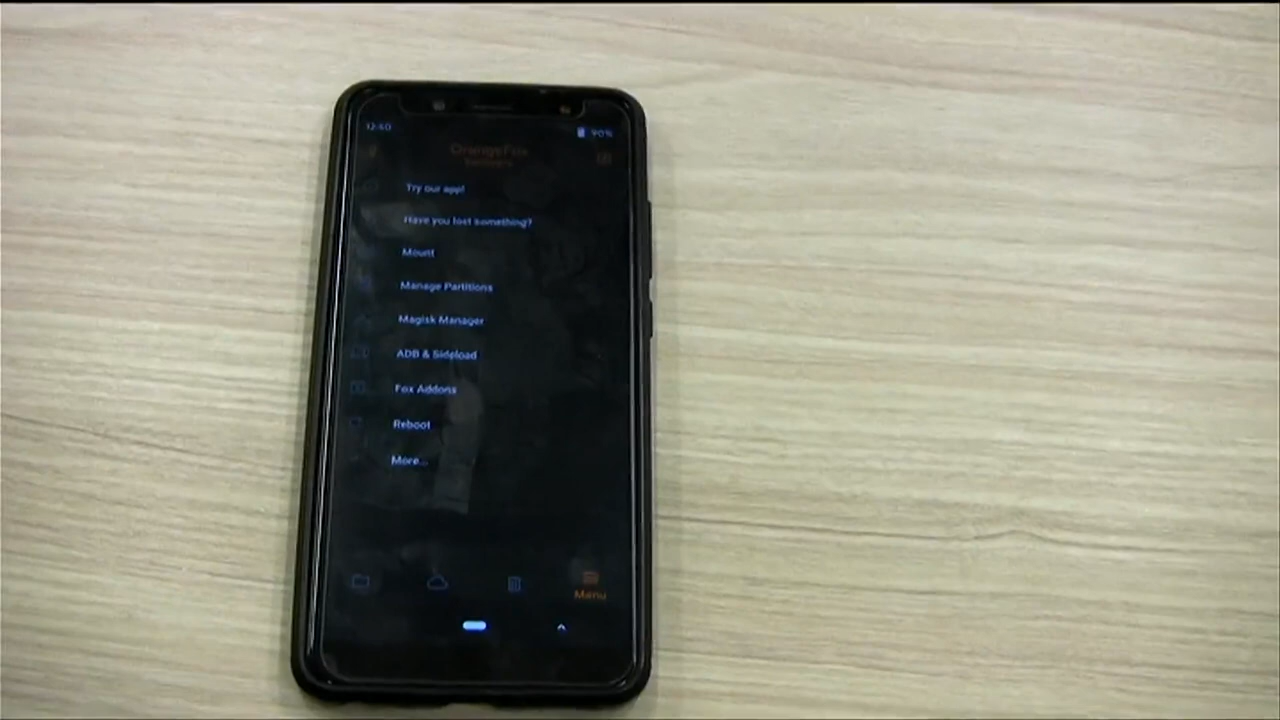 12:50
90%
OrangeFox
Try our app!
Have you lost something?
Mount
Manage Partitions
Magisk Manager
ADB & Sideload
Fox Addons
Reboot
More...
Menu